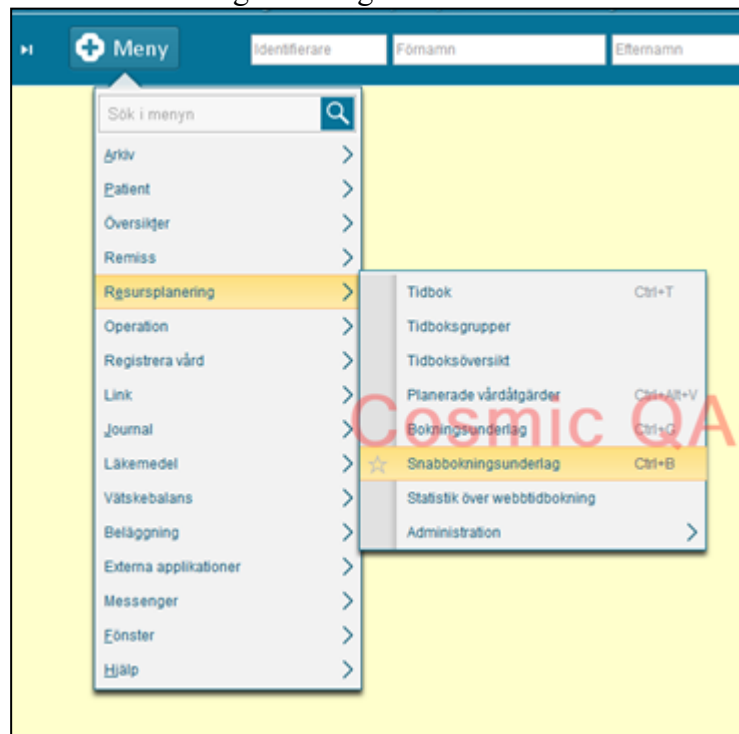 Meny
Identifierare
Förnamn
Efternamn
Sök i menyn
Arkiv
Patient
Översikter
Remiss
Resursplanering
Operation
Registrera vård
Link
Journal
Läkemedel
Vätskebalans
Beläggning
Externa applikationer
Messenger
Fönster
Hjälp
Tidbok Ctrl+T
Tidboksgrupper
Tidboksöversikt
Planerade vårdåtgärder Ctrl+Alt+V
Bokningsunderlag Ctrl+G
Snabbokningsunderlag Ctrl+B
Statistik över webbtidbokning
Administration
Cosmic QA